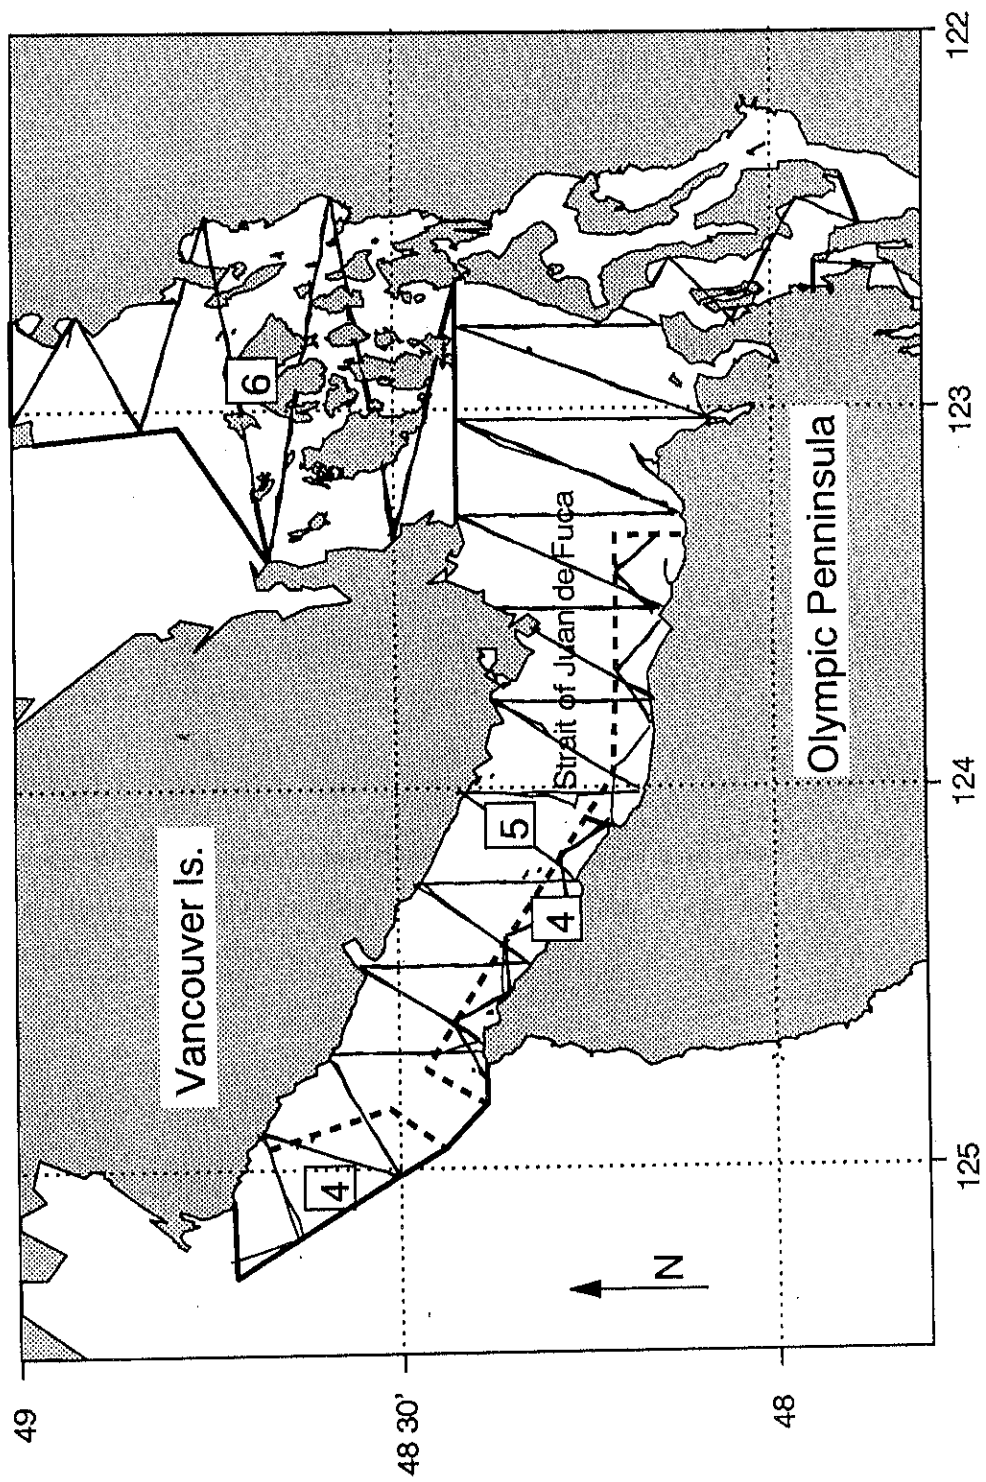 49
48 30'
48
125
124
123
122
Vancouver Is.
Strait of Juan de Fuca
Olympic Penninsula
N
4
4
5
6